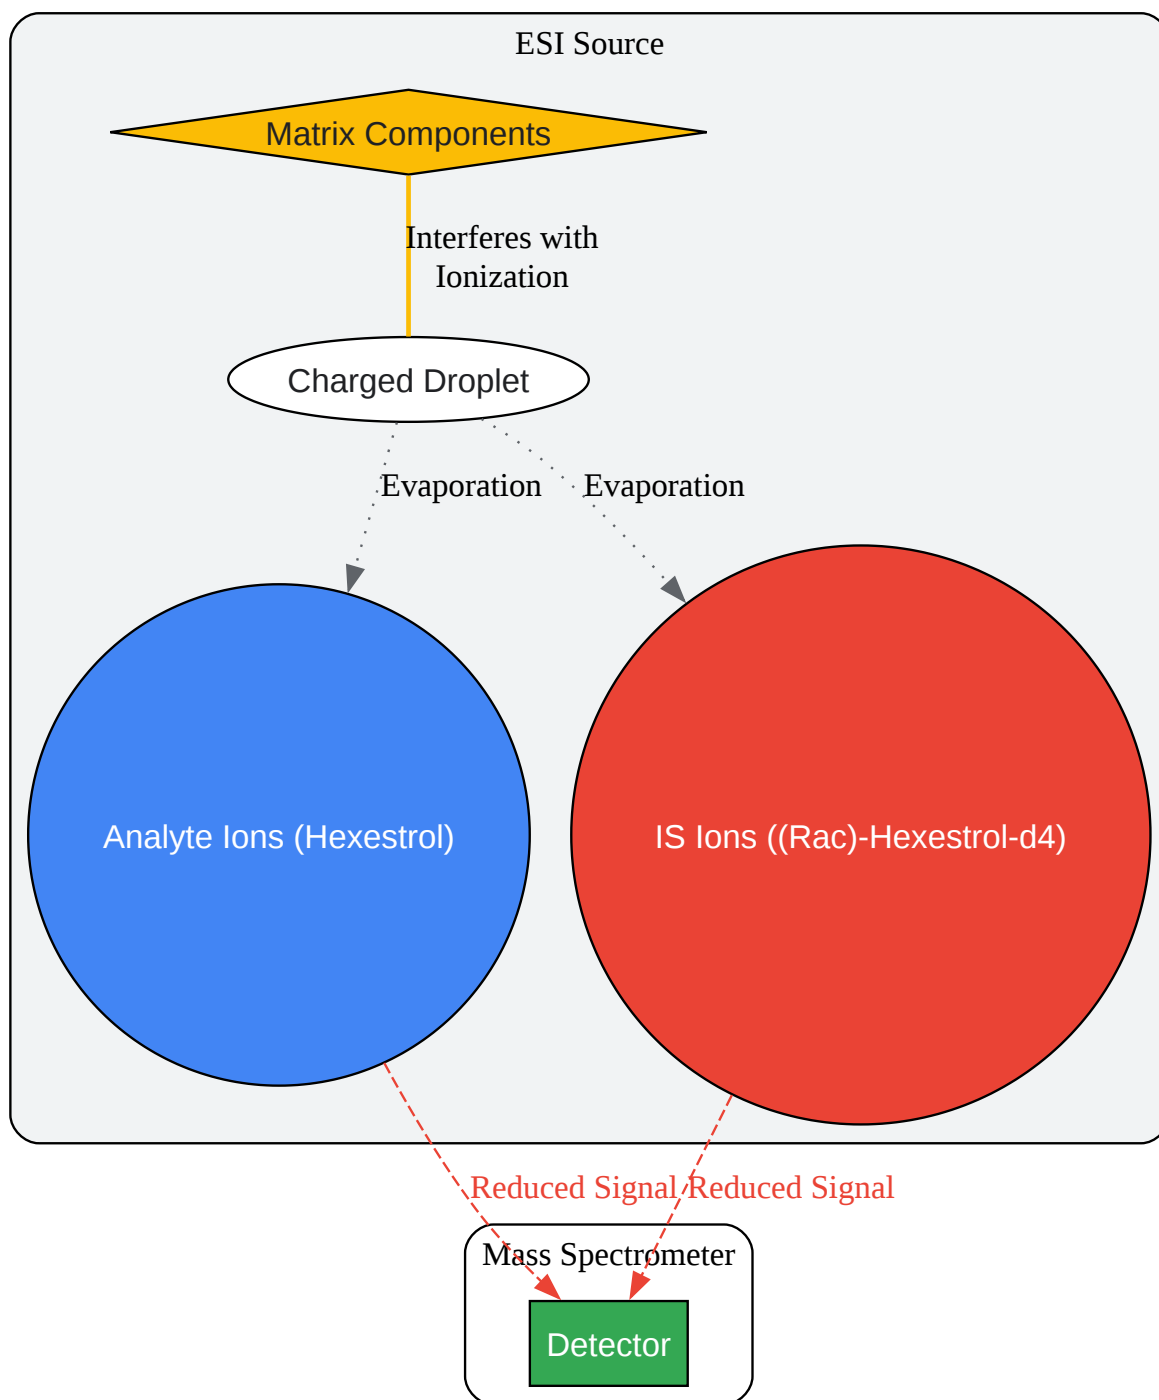 ESI Source
Matrix Components
Interferes with
Ionization
Charged Droplet
Evaporation
Evaporation
Analyte Ions (Hexestrol)
IS Ions ((Rac)-Hexestrol-d4)
Reduced Signal
Reduced Signal
Mass Spectrometer
Detector